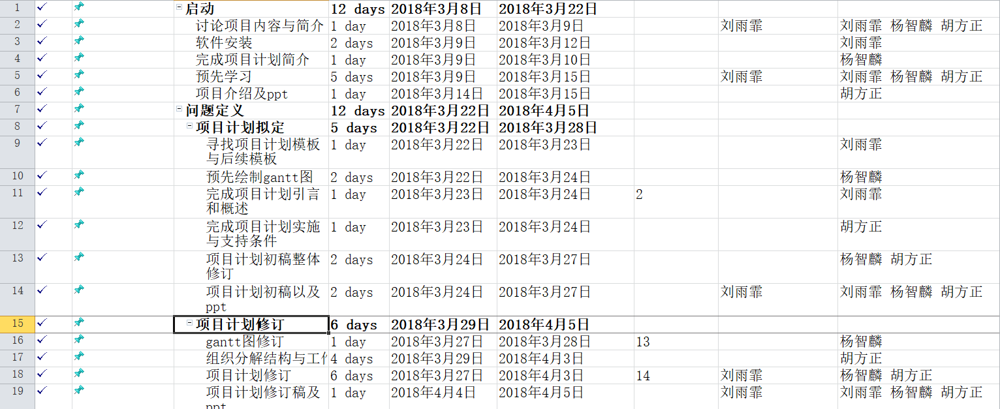 1 启动 12 days 2018年3月8日 2018年3月22日
2 讨论项目内容与简介 1 day 2018年3月8日 2018年3月9日 刘雨霏 刘雨霏 杨智麟 胡方正
3 软件安装 2 days 2018年3月9日 2018年3月12日 刘雨霏
4 完成项目计划简介 1 day 2018年3月9日 2018年3月10日 杨智麟
5 预先学习 5 days 2018年3月9日 2018年3月15日 刘雨霏 刘雨霏 杨智麟 胡方正
6 项目介绍及ppt 1 day 2018年3月14日 2018年3月15日 胡方正
7 问题定义 12 days 2018年3月22日 2018年4月5日
8 项目计划拟定 5 days 2018年3月22日 2018年3月28日
9 寻找项目计划模板 1 day 2018年3月22日 2018年3月23日 刘雨霏
与后续模板
10 预先绘制gantt图 2 days 2018年3月22日 2018年3月24日 杨智麟
11 完成项目计划引言 1 day 2018年3月23日 2018年3月24日 2 刘雨霏
和概述
12 完成项目计划实施 1 day 2018年3月23日 2018年3月24日 胡方正
与支持条件
13 项目计划初稿整体 2 days 2018年3月24日 2018年3月27日 杨智麟 胡方正
修订
14 项目计划初稿以及 2 days 2018年3月24日 2018年3月27日 刘雨霏 刘雨霏 杨智麟 胡方正
ppt
15 项目计划修订 6 days 2018年3月29日 2018年4月5日
16 gantt图修订 1 day 2018年3月27日 2018年3月28日 13 杨智麟
17 组织分解结构与工 4 days 2018年3月29日 2018年4月3日 胡方正
18 项目计划修订 6 days 2018年3月27日 2018年4月3日 14 刘雨霏 杨智麟 胡方正
19 项目计划修订稿及 1 day 2018年4月4日 2018年4月5日 刘雨霏 刘雨霏 杨智麟 胡方正
ppt